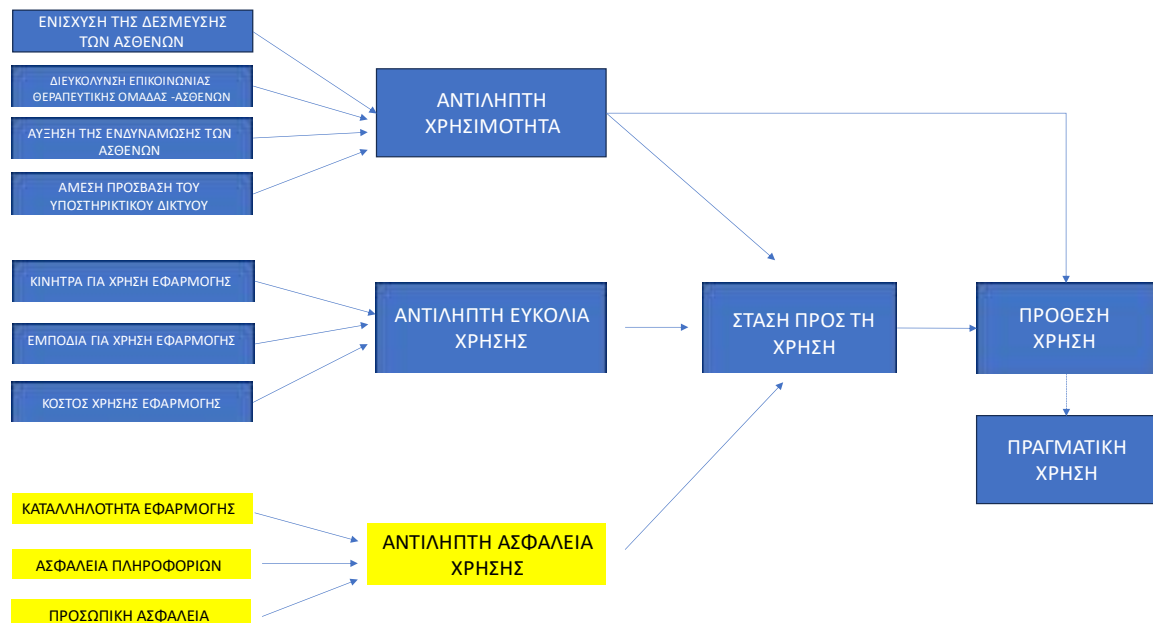 ΕΝΙΣΧΥΣΗ ΤΗΣ ΔΕΣΜΕΥΣΗΣ
ΤΩΝ ΑΣΘΕΝΩΝ
ΔΙΕΥΚΟΛΥΝΣΗ ΕΠΙΚΟΙΝΩΝΙΑΣ
ΘΕΡΑΠΕΥΤΙΚΗΣ ΟΜΑΔΑΣ -ΑΣΘΕΝΩΝ
ΑΥΞΗΣΗ ΤΗΣ ΕΝΔΥΝΑΜΩΣΗΣ ΤΩΝ
ΑΣΘΕΝΩΝ
ΑΜΕΣΗ ΠΡΟΣΒΑΣΗ ΤΟΥ
ΥΠΟΣΤΗΡΙΚΤΙΚΟΥ ΔΙΚΤΥΟΥ
ΑΝΤΙΛΗΠΤΗ
ΧΡΗΣΙΜΟΤΗΤΑ
ΚΙΝΗΤΡΑ ΓΙΑ ΧΡΗΣΗ ΕΦΑΡΜΟΓΗΣ
ΕΜΠΟΔΙΑ ΓΙΑ ΧΡΗΣΗ ΕΦΑΡΜΟΓΗΣ
ΚΟΣΤΟΣ ΧΡΗΣΗΣ ΕΦΑΡΜΟΓΗΣ
ΑΝΤΙΛΗΠΤΗ ΕΥΚΟΛΙΑ
ΧΡΗΣΗΣ
ΣΤΑΣΗ ΠΡΟΣ ΤΗ
ΧΡΗΣΗ
ΠΡΟΘΕΣΗ
ΧΡΗΣΗ
ΠΡΑΓΜΑΤΙΚΗ
ΧΡΗΣΗ
ΚΑΤΑΛΛΗΛΟΤΗΤΑ ΕΦΑΡΜΟΓΗΣ
ΑΣΦΑΛΕΙΑ ΠΛΗΡΟΦΟΡΙΩΝ
ΠΡΟΣΩΠΙΚΗ ΑΣΦΑΛΕΙΑ
ΑΝΤΙΛΗΠΤΗ ΑΣΦΑΛΕΙΑ
ΧΡΗΣΗΣ